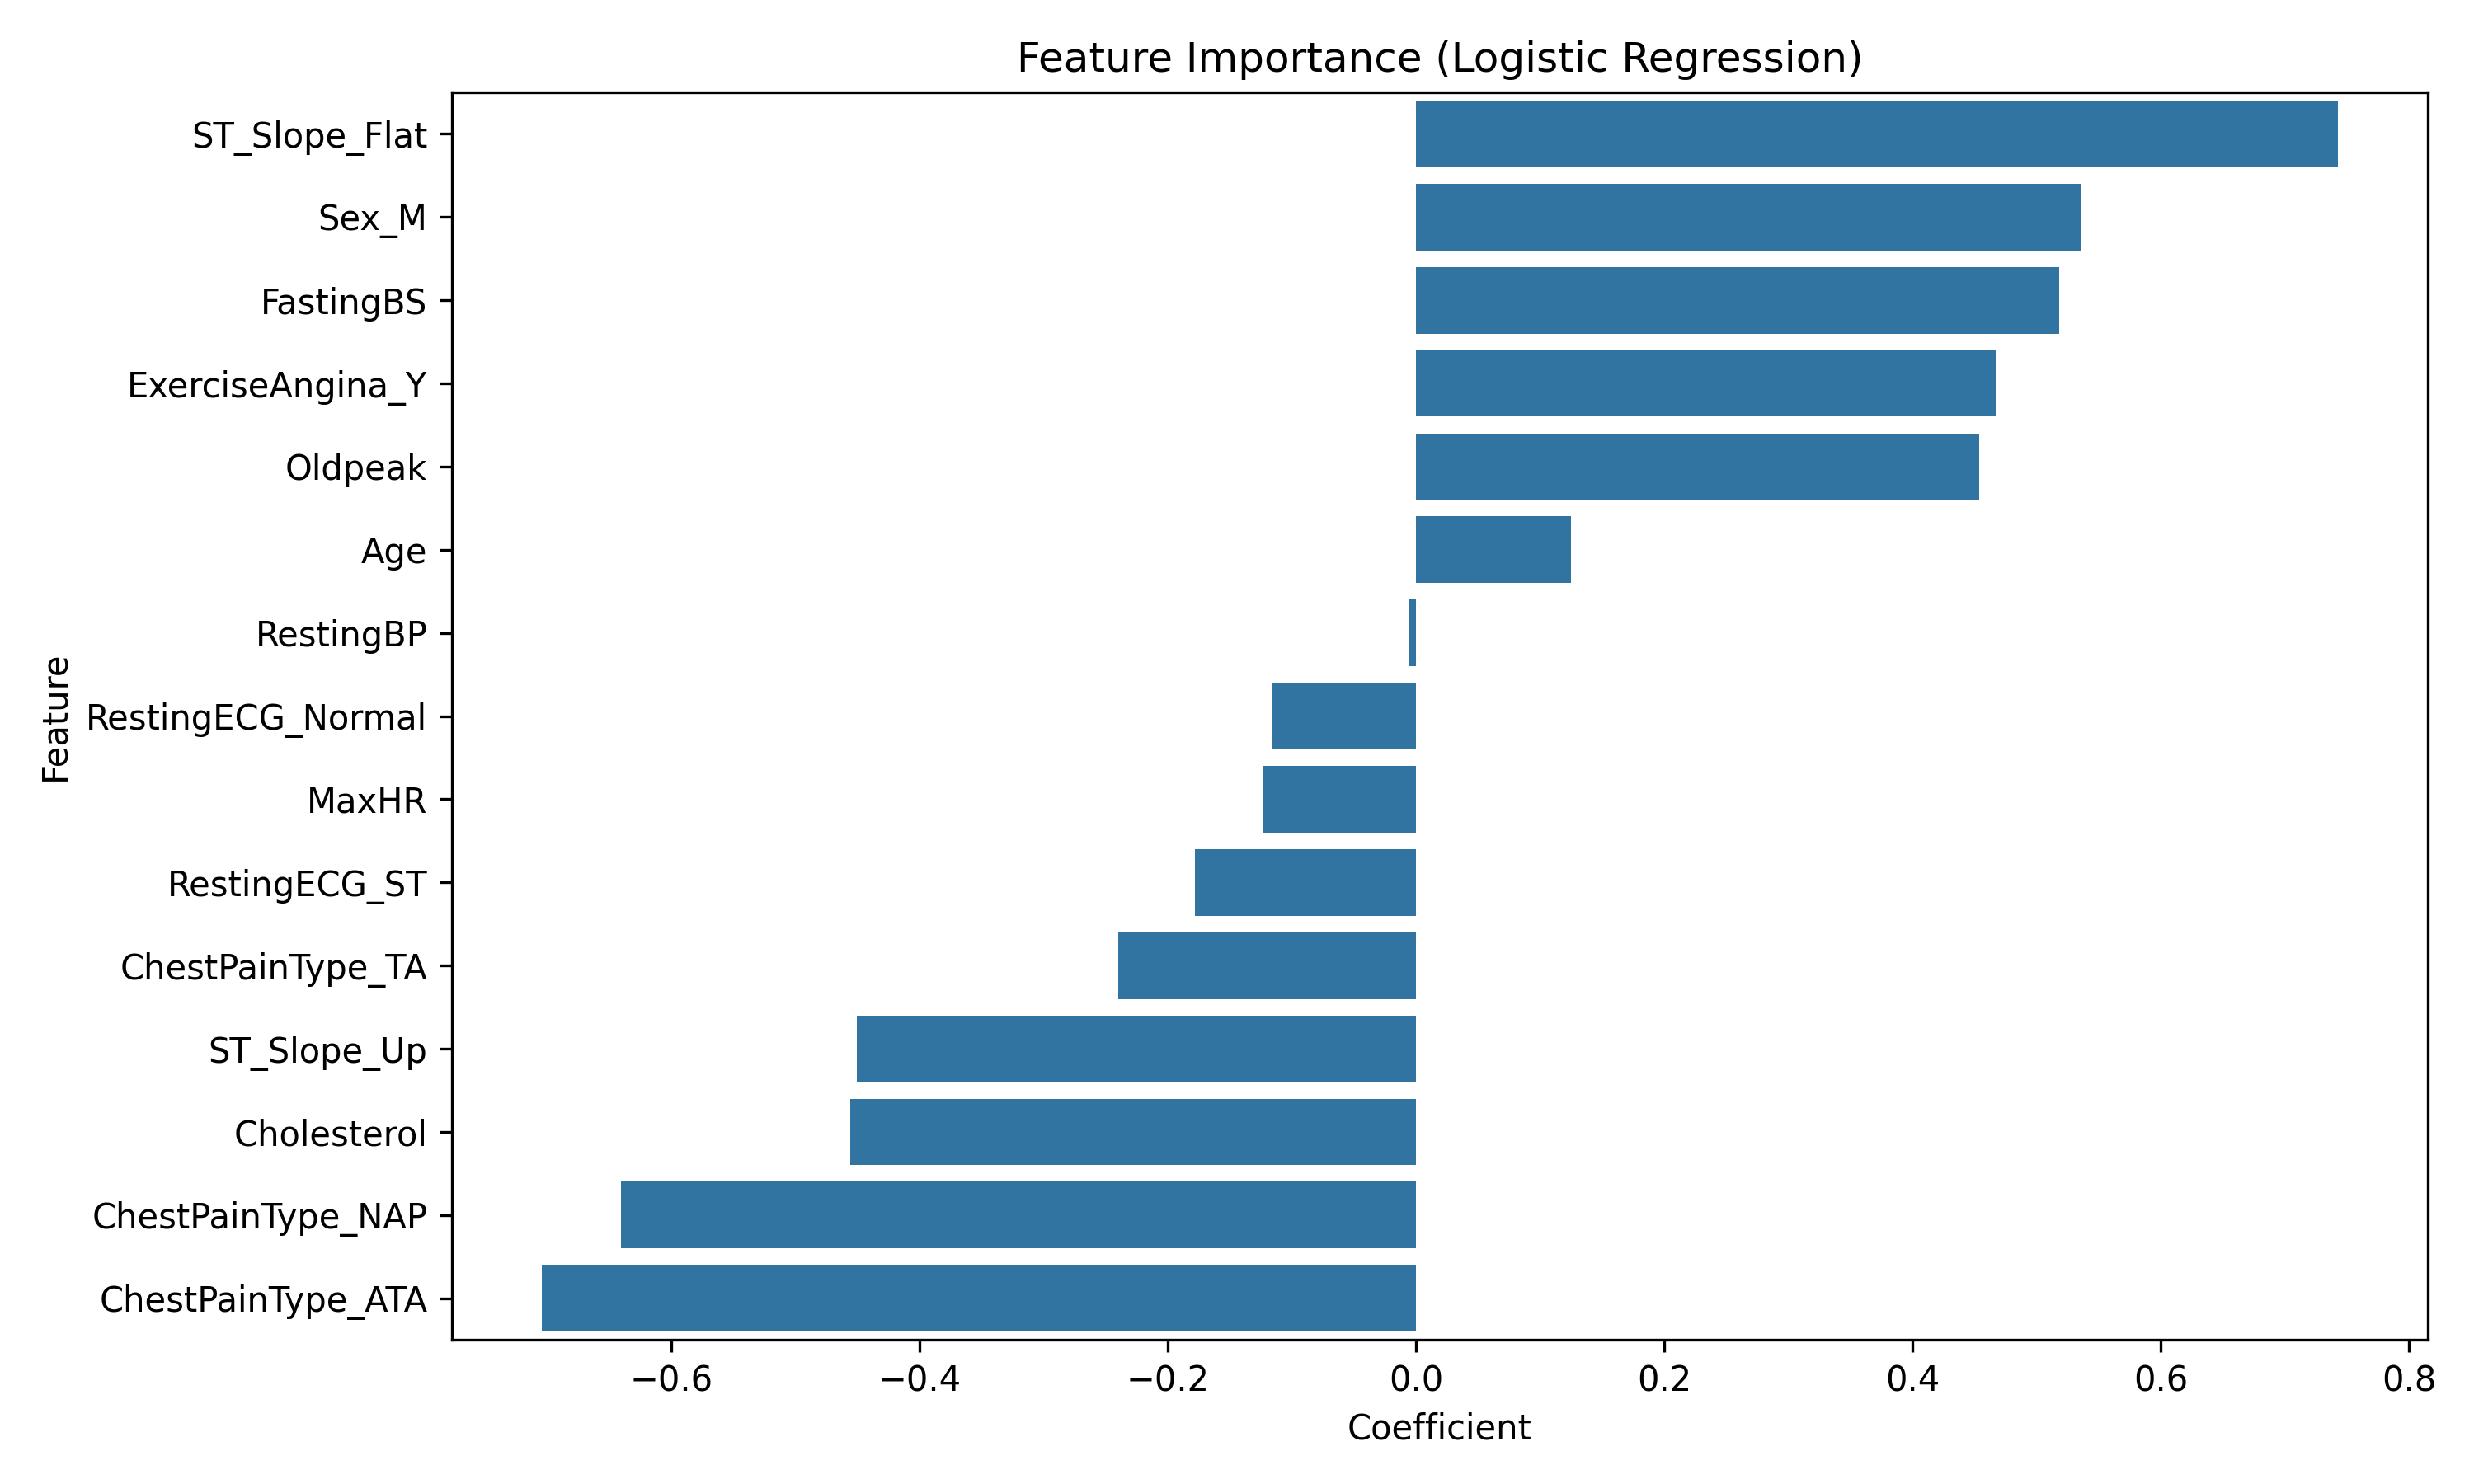 Feature Importance (Logistic Regression)
Feature
ST_Slope_Flat
Sex_M
FastingBS
ExerciseAngina_Y
Oldpeak
Age
RestingBP
RestingECG_Normal
MaxHR
RestingECG_ST
ChestPainType_TA
ST_Slope_Up
Cholesterol
ChestPainType_NAP
ChestPainType_ATA
−0.6 −0.4 −0.2 0.0 0.2 0.4 0.6 0.8
Coefficient